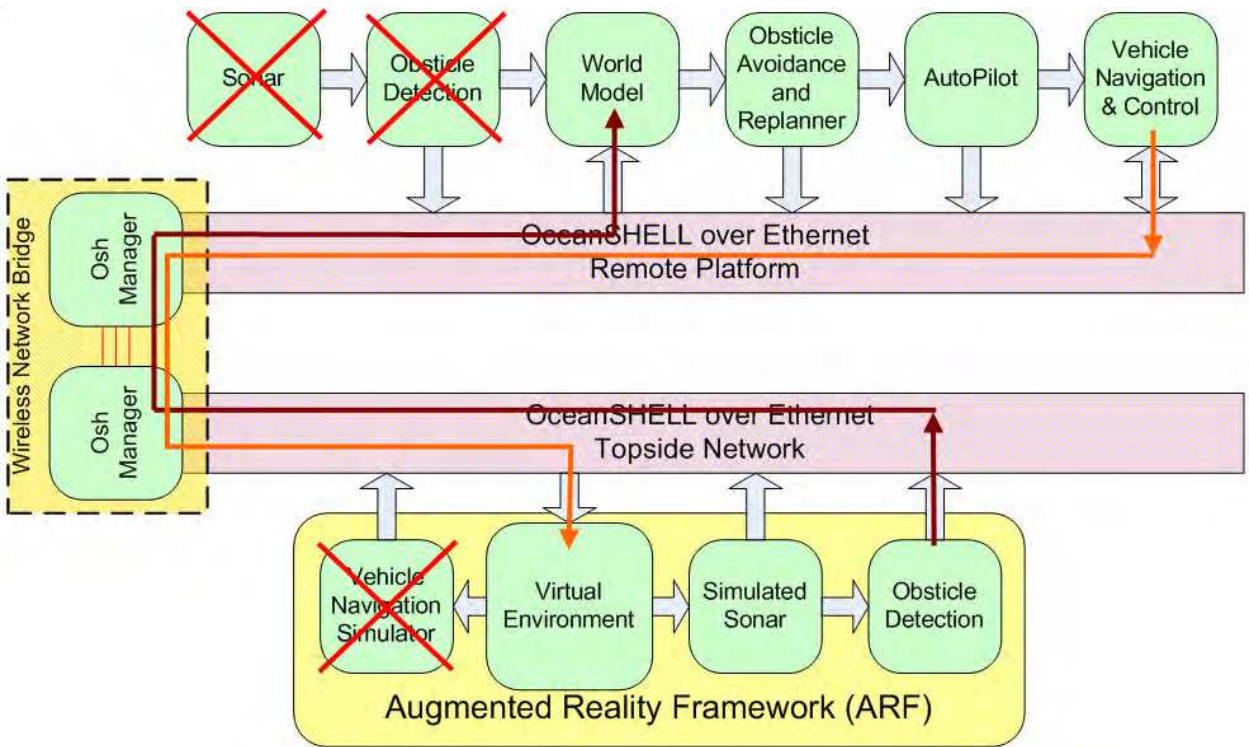 Sonar
Obsticle
Detection
World
Model
Obsticle
Avoidance
and
Replanner
AutoPilot
Vehicle
Navigation
& Control
Wireless Network Bridge
Osh
Manager
OceanSHELL over Ethernet
Remote Platform
Osh
Manager
OceanSHELL over Ethernet
Topside Network
Vehicle
Navigation
Simulator
Virtual
Environment
Simulated
Sonar
Obsticle
Detection
Augmented Reality Framework (ARF)